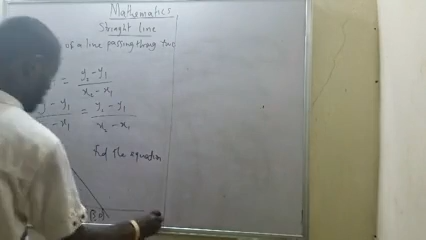 Mathematics
Straight line
of a line passing throug two
= y₂ - y₁ / x₂ - x₁
y - y₁ / - x₁ = y₂ - y₁ / x₂ - x₁
find the equation
B